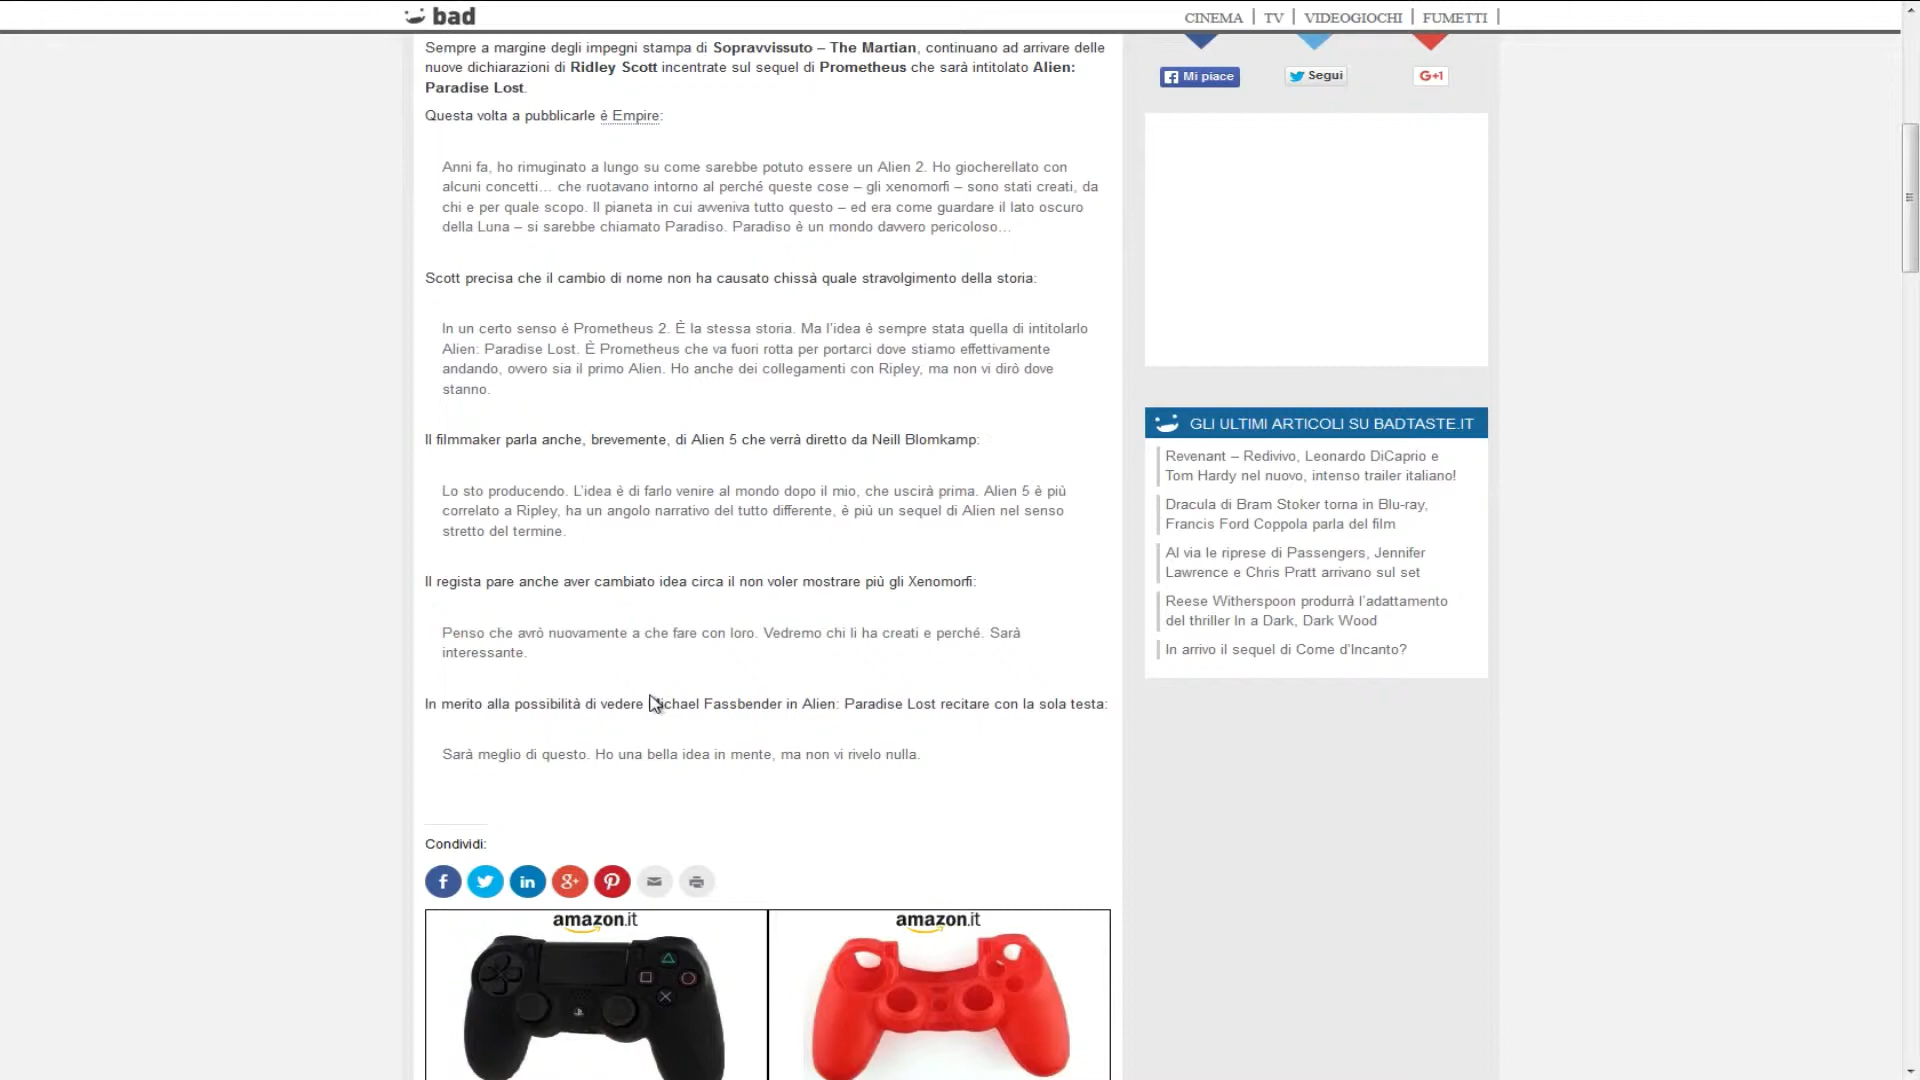 bad
CINEMA | TV | VIDEOGIOCHI | FUMETTI |
Sempre a margine degli impegni stampa di Sopravvissuto – The Martian, continuano ad arrivare delle
nuove dichiarazioni di Ridley Scott incentrate sul sequel di Prometheus che sarà intitolato Alien:
Paradise Lost.
Questa volta a pubblicarle è Empire:
Anni fa, ho rimuginato a lungo su come sarebbe potuto essere un Alien 2. Ho giocherellato con
alcuni concetti… che ruotavano intorno al perché queste cose – gli xenomorfi – sono stati creati, da
chi e per quale scopo. Il pianeta in cui avveniva tutto questo – ed era come guardare il lato oscuro
della Luna – si sarebbe chiamato Paradiso. Paradiso è un mondo davvero pericoloso…
Scott precisa che il cambio di nome non ha causato chissà quale stravolgimento della storia:
In un certo senso è Prometheus 2. È la stessa storia. Ma l'idea è sempre stata quella di intitolarlo
Alien: Paradise Lost. È Prometheus che va fuori rotta per portarci dove stiamo effettivamente
andando, ovvero sia il primo Alien. Ho anche dei collegamenti con Ripley, ma non vi dirò dove
stanno.
Il filmmaker parla anche, brevemente, di Alien 5 che verrà diretto da Neill Blomkamp:
Lo sto producendo. L'idea è di farlo venire al mondo dopo il mio, che uscirà prima. Alien 5 è più
correlato a Ripley, ha un angolo narrativo del tutto differente, è più un sequel di Alien nel senso
stretto del termine.
Il regista pare anche aver cambiato idea circa il non voler mostrare più gli Xenomorfi:
Penso che avrò nuovamente a che fare con loro. Vedremo chi li ha creati e perché. Sarà
interessante.
In merito alla possibilità di vedere Michael Fassbender in Alien: Paradise Lost recitare con la sola testa:
Sarà meglio di questo. Ho una bella idea in mente, ma non vi rivelo nulla.
Condividi:
amazon.it
amazon.it
Mi piace
Segui
G+1
GLI ULTIMI ARTICOLI SU BADTASTE.IT
Revenant – Redivivo, Leonardo DiCaprio e
Tom Hardy nel nuovo, intenso trailer italiano!
Dracula di Bram Stoker torna in Blu-ray,
Francis Ford Coppola parla del film
Al via le riprese di Passengers, Jennifer
Lawrence e Chris Pratt arrivano sul set
Reese Witherspoon produrrà l'adattamento
del thriller In a Dark, Dark Wood
In arrivo il sequel di Come d'Incanto?